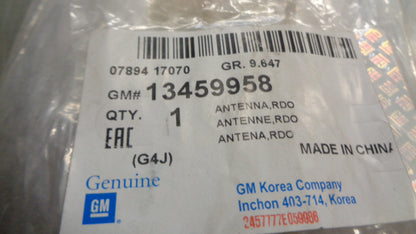 07894 17070 GR. 9.647
GM# 13459958
QTY. 1 ANTENNA,RDO
ANTENNE,RDO
ANTENA,RDO
EAC
(G4J)
MADE IN CHINA
Genuine
GM
GM Korea Company
Inchon 403-714, Korea